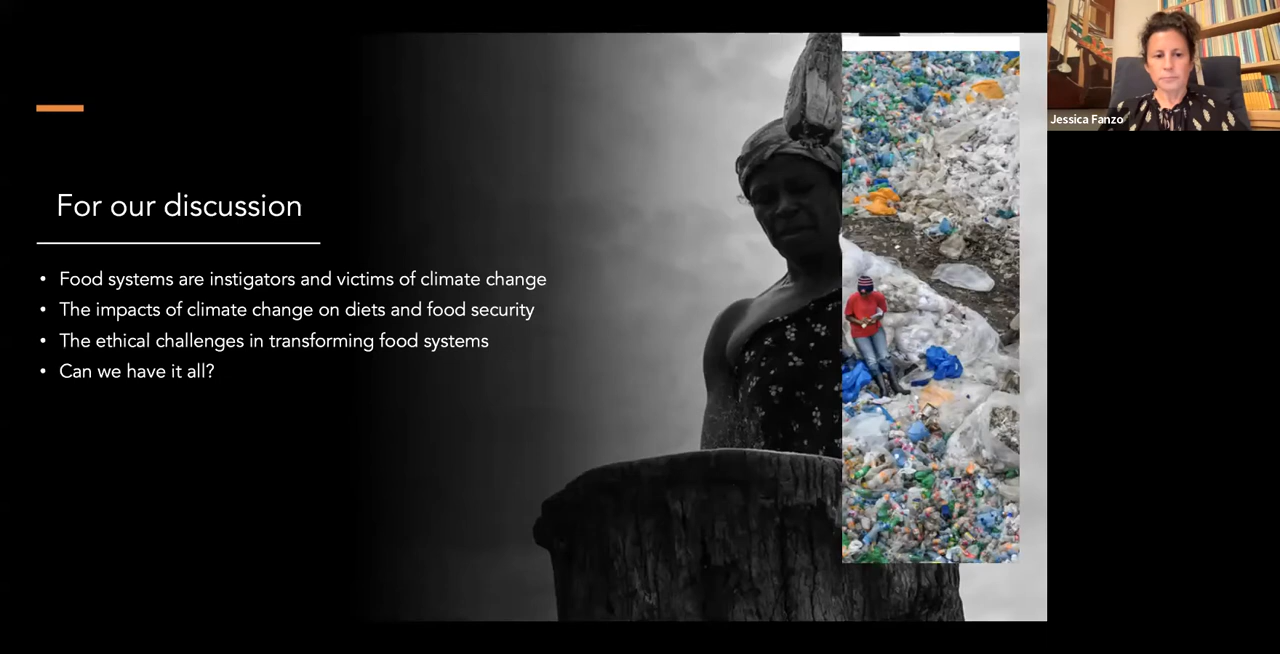 Jessica Fanzo
For our discussion
• Food systems are instigators and victims of climate change
• The impacts of climate change on diets and food security
• The ethical challenges in transforming food systems
• Can we have it all?